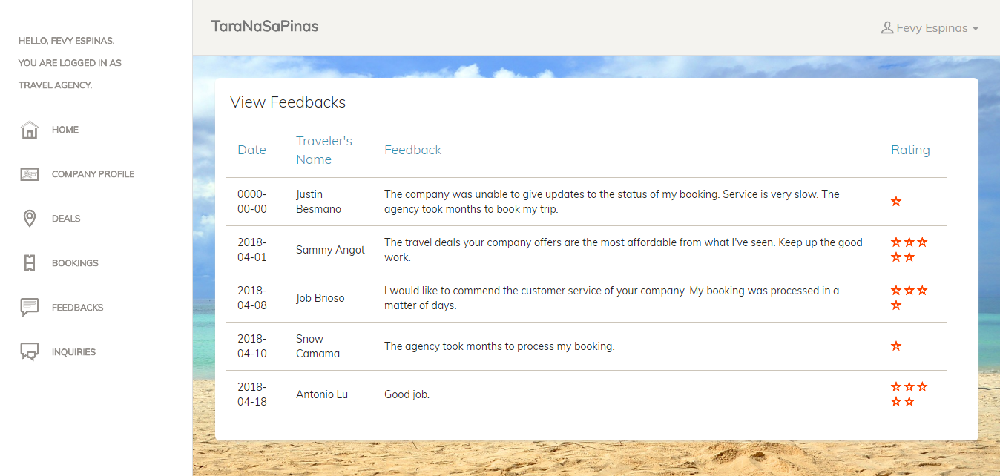 TaraNaSaPinas
Fevy Espinas
HELLO, FEVY ESPINAS.
YOU ARE LOGGED IN AS
TRAVEL AGENCY.
HOME
COMPANY PROFILE
DEALS
BOOKINGS
FEEDBACKS
INQUIRIES
View Feedbacks
Date
Traveler's
Name
Feedback
Rating
0000-
00-00
Justin
Besmano
The company was unable to give updates to the status of my booking. Service is very slow. The
agency took months to book my trip.
2018-
04-01
Sammy Angot
The travel deals your company offers are the most affordable from what I've seen. Keep up the good
work.
2018-
04-08
Job Brioso
I would like to commend the customer service of your company. My booking was processed in a
matter of days.
2018-
04-10
Snow
Camama
The agency took months to process my booking.
2018-
04-18
Antonio Lu
Good job.